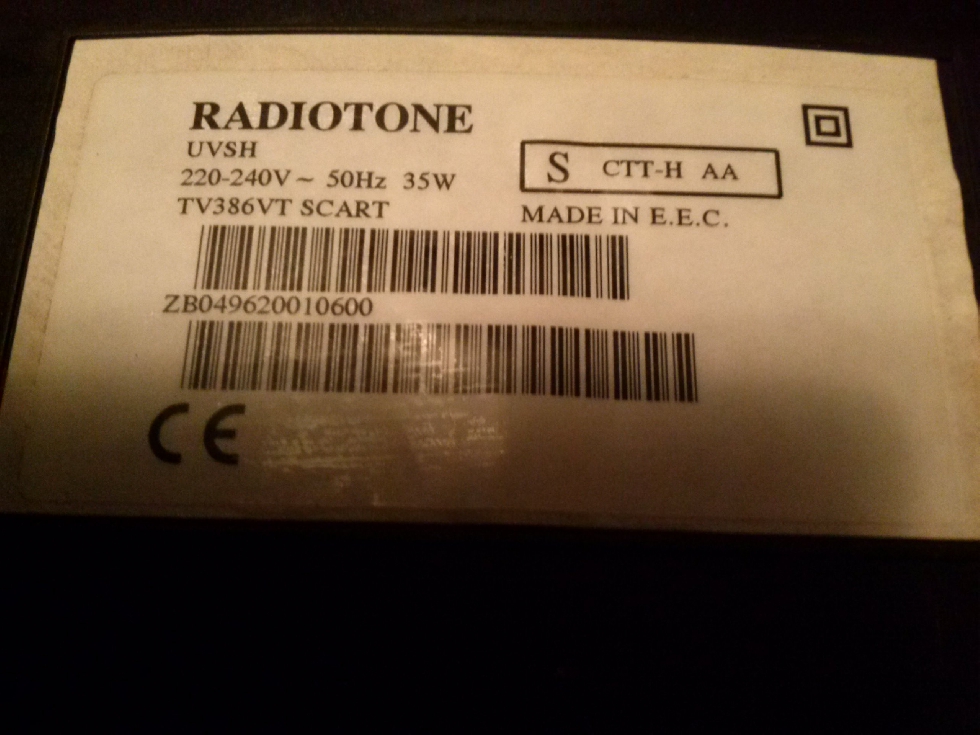 RADIOTONE
UVSH
220-240V ~ 50Hz 35W
TV386VT SCART
S CTT-H AA
MADE IN E.E.C.
ZB049620010600
CE